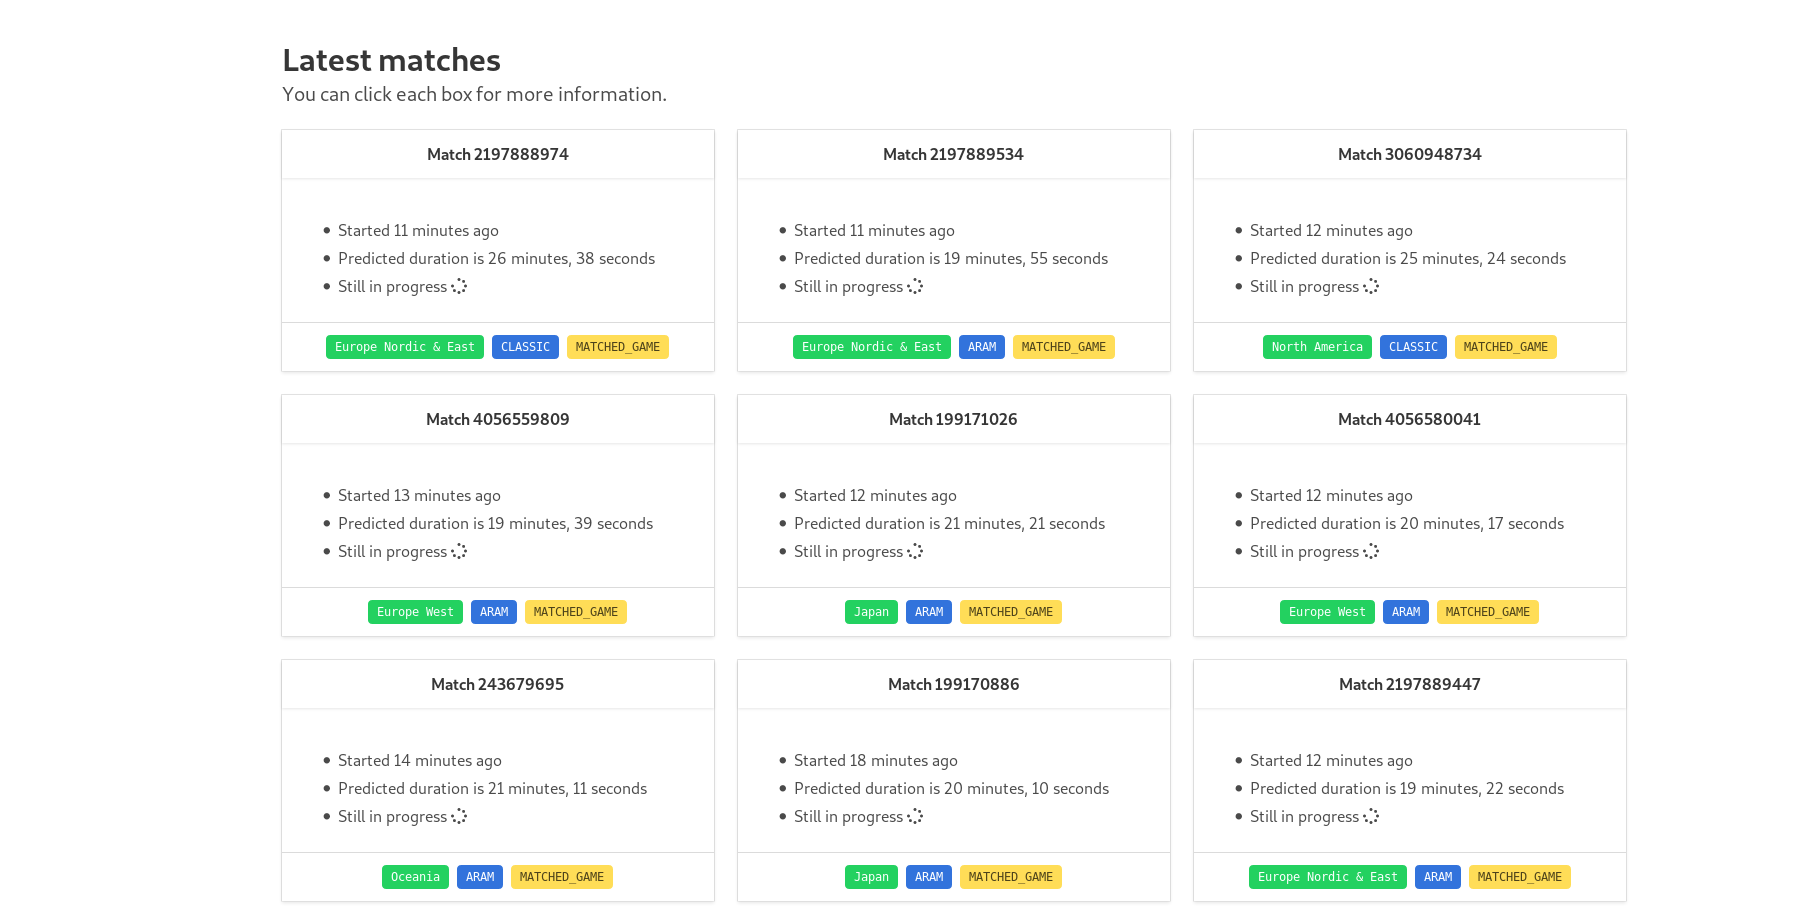 Latest matches
You can click each box for more information.
Match 2197888974
Started 11 minutes ago
Predicted duration is 26 minutes, 38 seconds
Still in progress
Europe Nordic & East CLASSIC MATCHED_GAME
Match 2197889534
Started 11 minutes ago
Predicted duration is 19 minutes, 55 seconds
Still in progress
Europe Nordic & East ARAM MATCHED_GAME
Match 3060948734
Started 12 minutes ago
Predicted duration is 25 minutes, 24 seconds
Still in progress
North America CLASSIC MATCHED_GAME
Match 4056559809
Started 13 minutes ago
Predicted duration is 19 minutes, 39 seconds
Still in progress
Europe West ARAM MATCHED_GAME
Match 199171026
Started 12 minutes ago
Predicted duration is 21 minutes, 21 seconds
Still in progress
Japan ARAM MATCHED_GAME
Match 4056580041
Started 12 minutes ago
Predicted duration is 20 minutes, 17 seconds
Still in progress
Europe West ARAM MATCHED_GAME
Match 243679695
Started 14 minutes ago
Predicted duration is 21 minutes, 11 seconds
Still in progress
Oceania ARAM MATCHED_GAME
Match 199170886
Started 18 minutes ago
Predicted duration is 20 minutes, 10 seconds
Still in progress
Japan ARAM MATCHED_GAME
Match 2197889447
Started 12 minutes ago
Predicted duration is 19 minutes, 22 seconds
Still in progress
Europe Nordic & East ARAM MATCHED_GAME